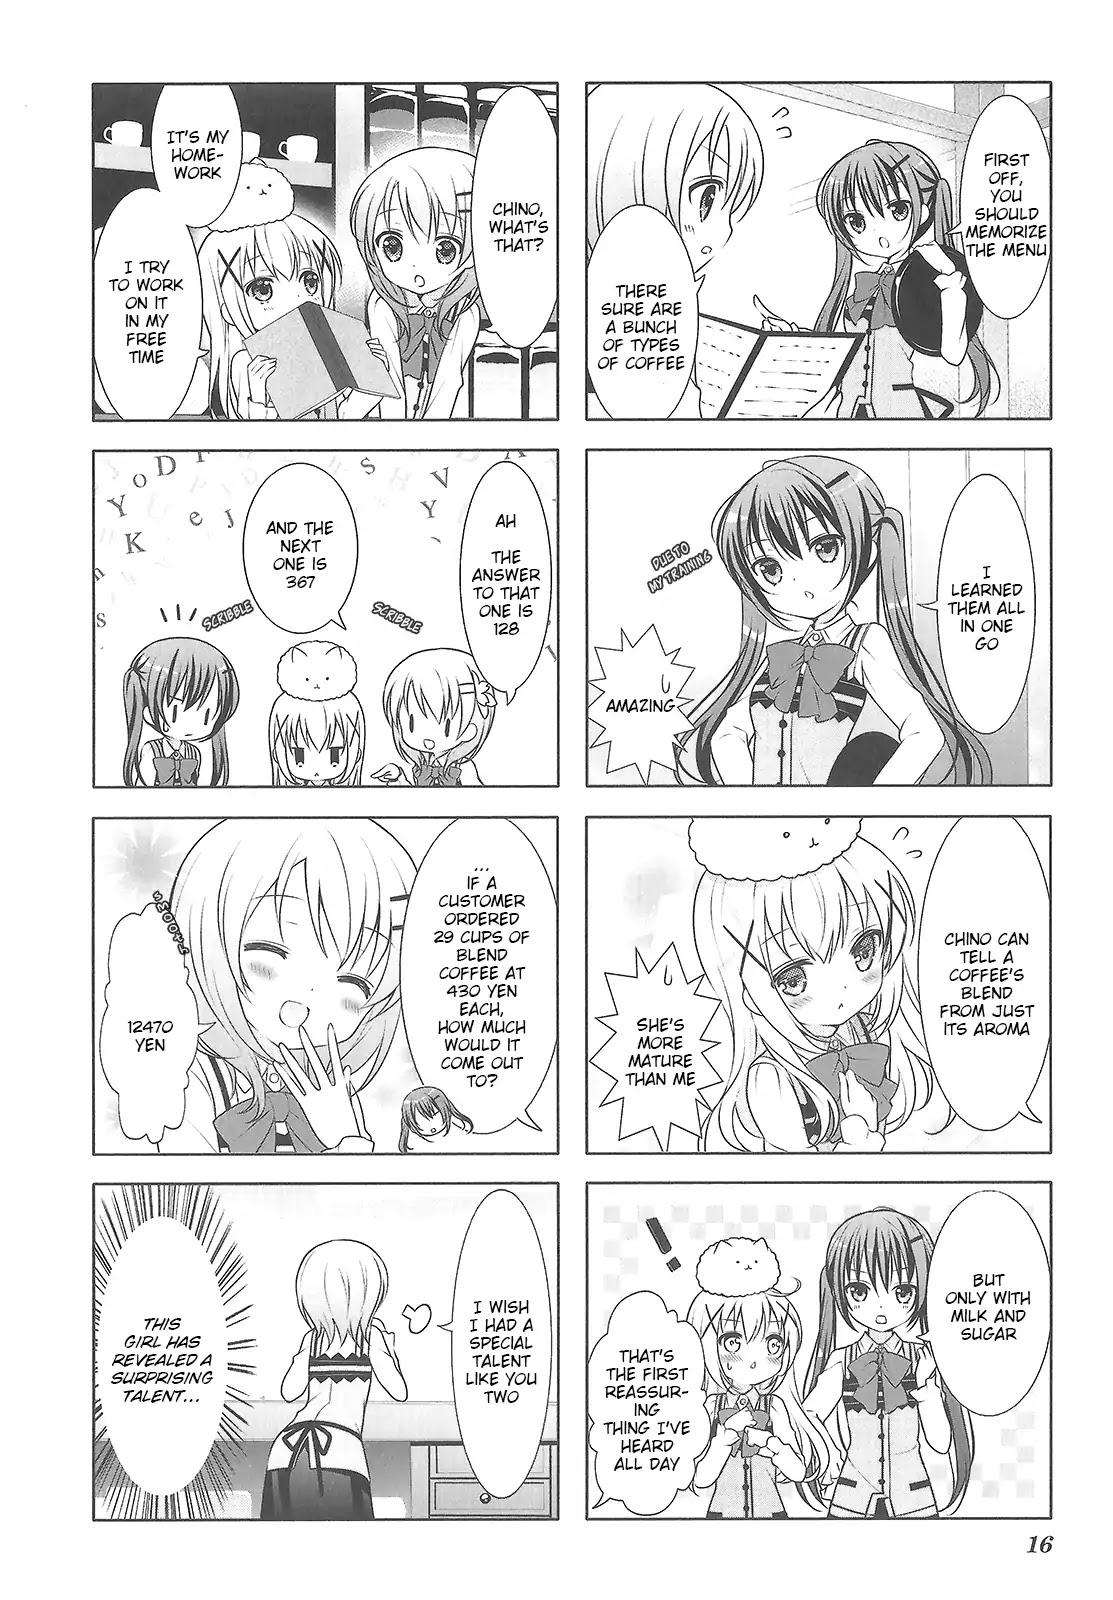 FIRST
OFF,
YOU
SHOULD
MEMORIZE
THE MENU
THERE
SURE ARE
A BUNCH
OF TYPES
OF COFFEE
I
LEARNED
THEM ALL
IN ONE
GO
DUE TO
MY TRAINING
AMAZING
CHINO CAN
TELL A
COFFEE'S
BLEND
FROM JUST
ITS AROMA
SHE'S
MORE
MATURE
THAN ME
BUT
ONLY WITH
MILK AND
SUGAR
!
THAT'S
THE FIRST
REASSUR-
ING
THING I'VE
HEARD
ALL DAY
CHINO,
WHAT'S
THAT?
IT'S MY
HOME-
WORK
I TRY
TO WORK
ON IT
IN MY
FREE
TIME
AH
THE
ANSWER
TO THAT
ONE IS
128
SCRIBBLE
AND THE
NEXT
ONE IS
367
SCRIBBLE
...
IF A
CUSTOMER
ORDERED
29 CUPS OF
BLEND
COFFEE AT
430 YEN
EACH,
HOW MUCH
WOULD IT
COME OUT
TO?
12470
YEN
I WISH
I HAD A
SPECIAL
TALENT
LIKE YOU
TWO
THIS
GIRL HAS
REVEALED A
SURPRISING
TALENT...
16